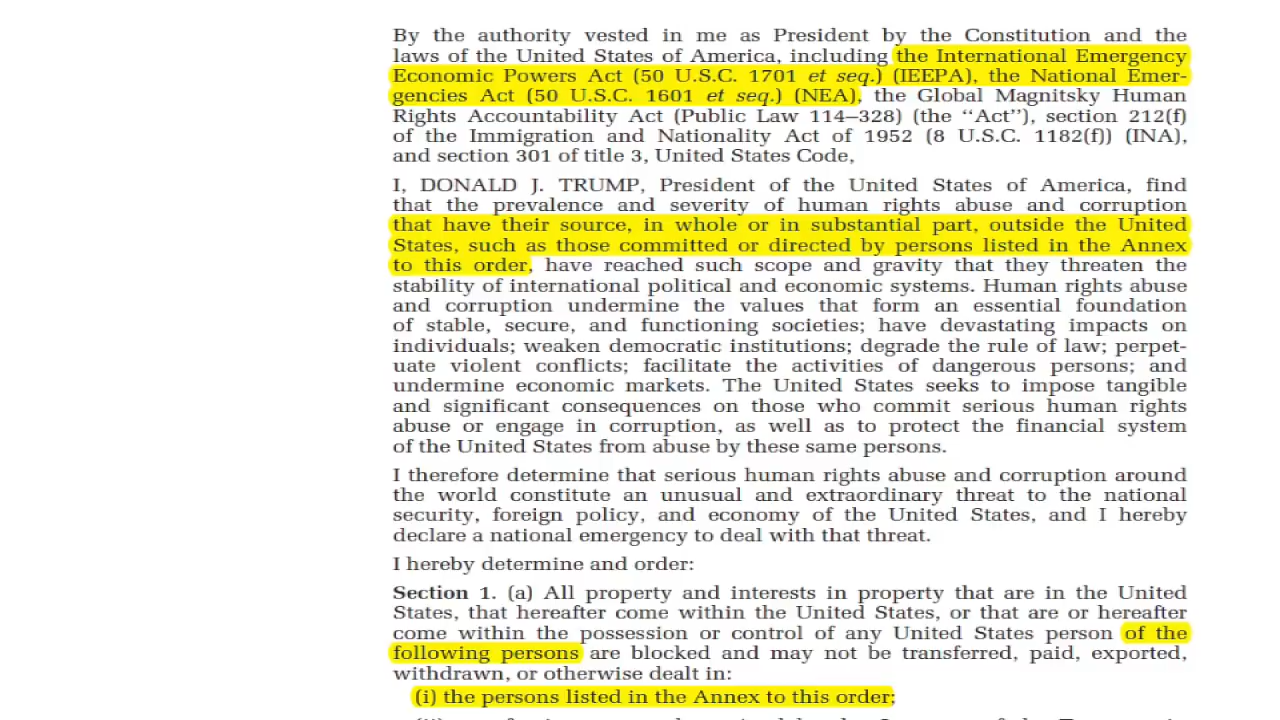 By the authority vested in me as President by the Constitution and the
laws of the United States of America, including the International Emergency
Economic Powers Act (50 U.S.C. 1701 et seq.) (IEEPA), the National Emer-
gencies Act (50 U.S.C. 1601 et seq.) (NEA), the Global Magnitsky Human
Rights Accountability Act (Public Law 114–328) (the ‘‘Act’’), section 212(f)
of the Immigration and Nationality Act of 1952 (8 U.S.C. 1182(f)) (INA),
and section 301 of title 3, United States Code,
I, DONALD J. TRUMP, President of the United States of America, find
that the prevalence and severity of human rights abuse and corruption
that have their source, in whole or in substantial part, outside the United
States, such as those committed or directed by persons listed in the Annex
to this order, have reached such scope and gravity that they threaten the
stability of international political and economic systems. Human rights abuse
and corruption undermine the values that form an essential foundation
of stable, secure, and functioning societies; have devastating impacts on
individuals; weaken democratic institutions; degrade the rule of law; perpet-
uate violent conflicts; facilitate the activities of dangerous persons; and
undermine economic markets. The United States seeks to impose tangible
and significant consequences on those who commit serious human rights
abuse or engage in corruption, as well as to protect the financial system
of the United States from abuse by these same persons.
I therefore determine that serious human rights abuse and corruption around
the world constitute an unusual and extraordinary threat to the national
security, foreign policy, and economy of the United States, and I hereby
declare a national emergency to deal with that threat.
I hereby determine and order:
Section 1. (a) All property and interests in property that are in the United
States, that hereafter come within the United States, or that are or hereafter
come within the possession or control of any United States person of the
following persons are blocked and may not be transferred, paid, exported,
withdrawn, or otherwise dealt in:
(i) the persons listed in the Annex to this order;